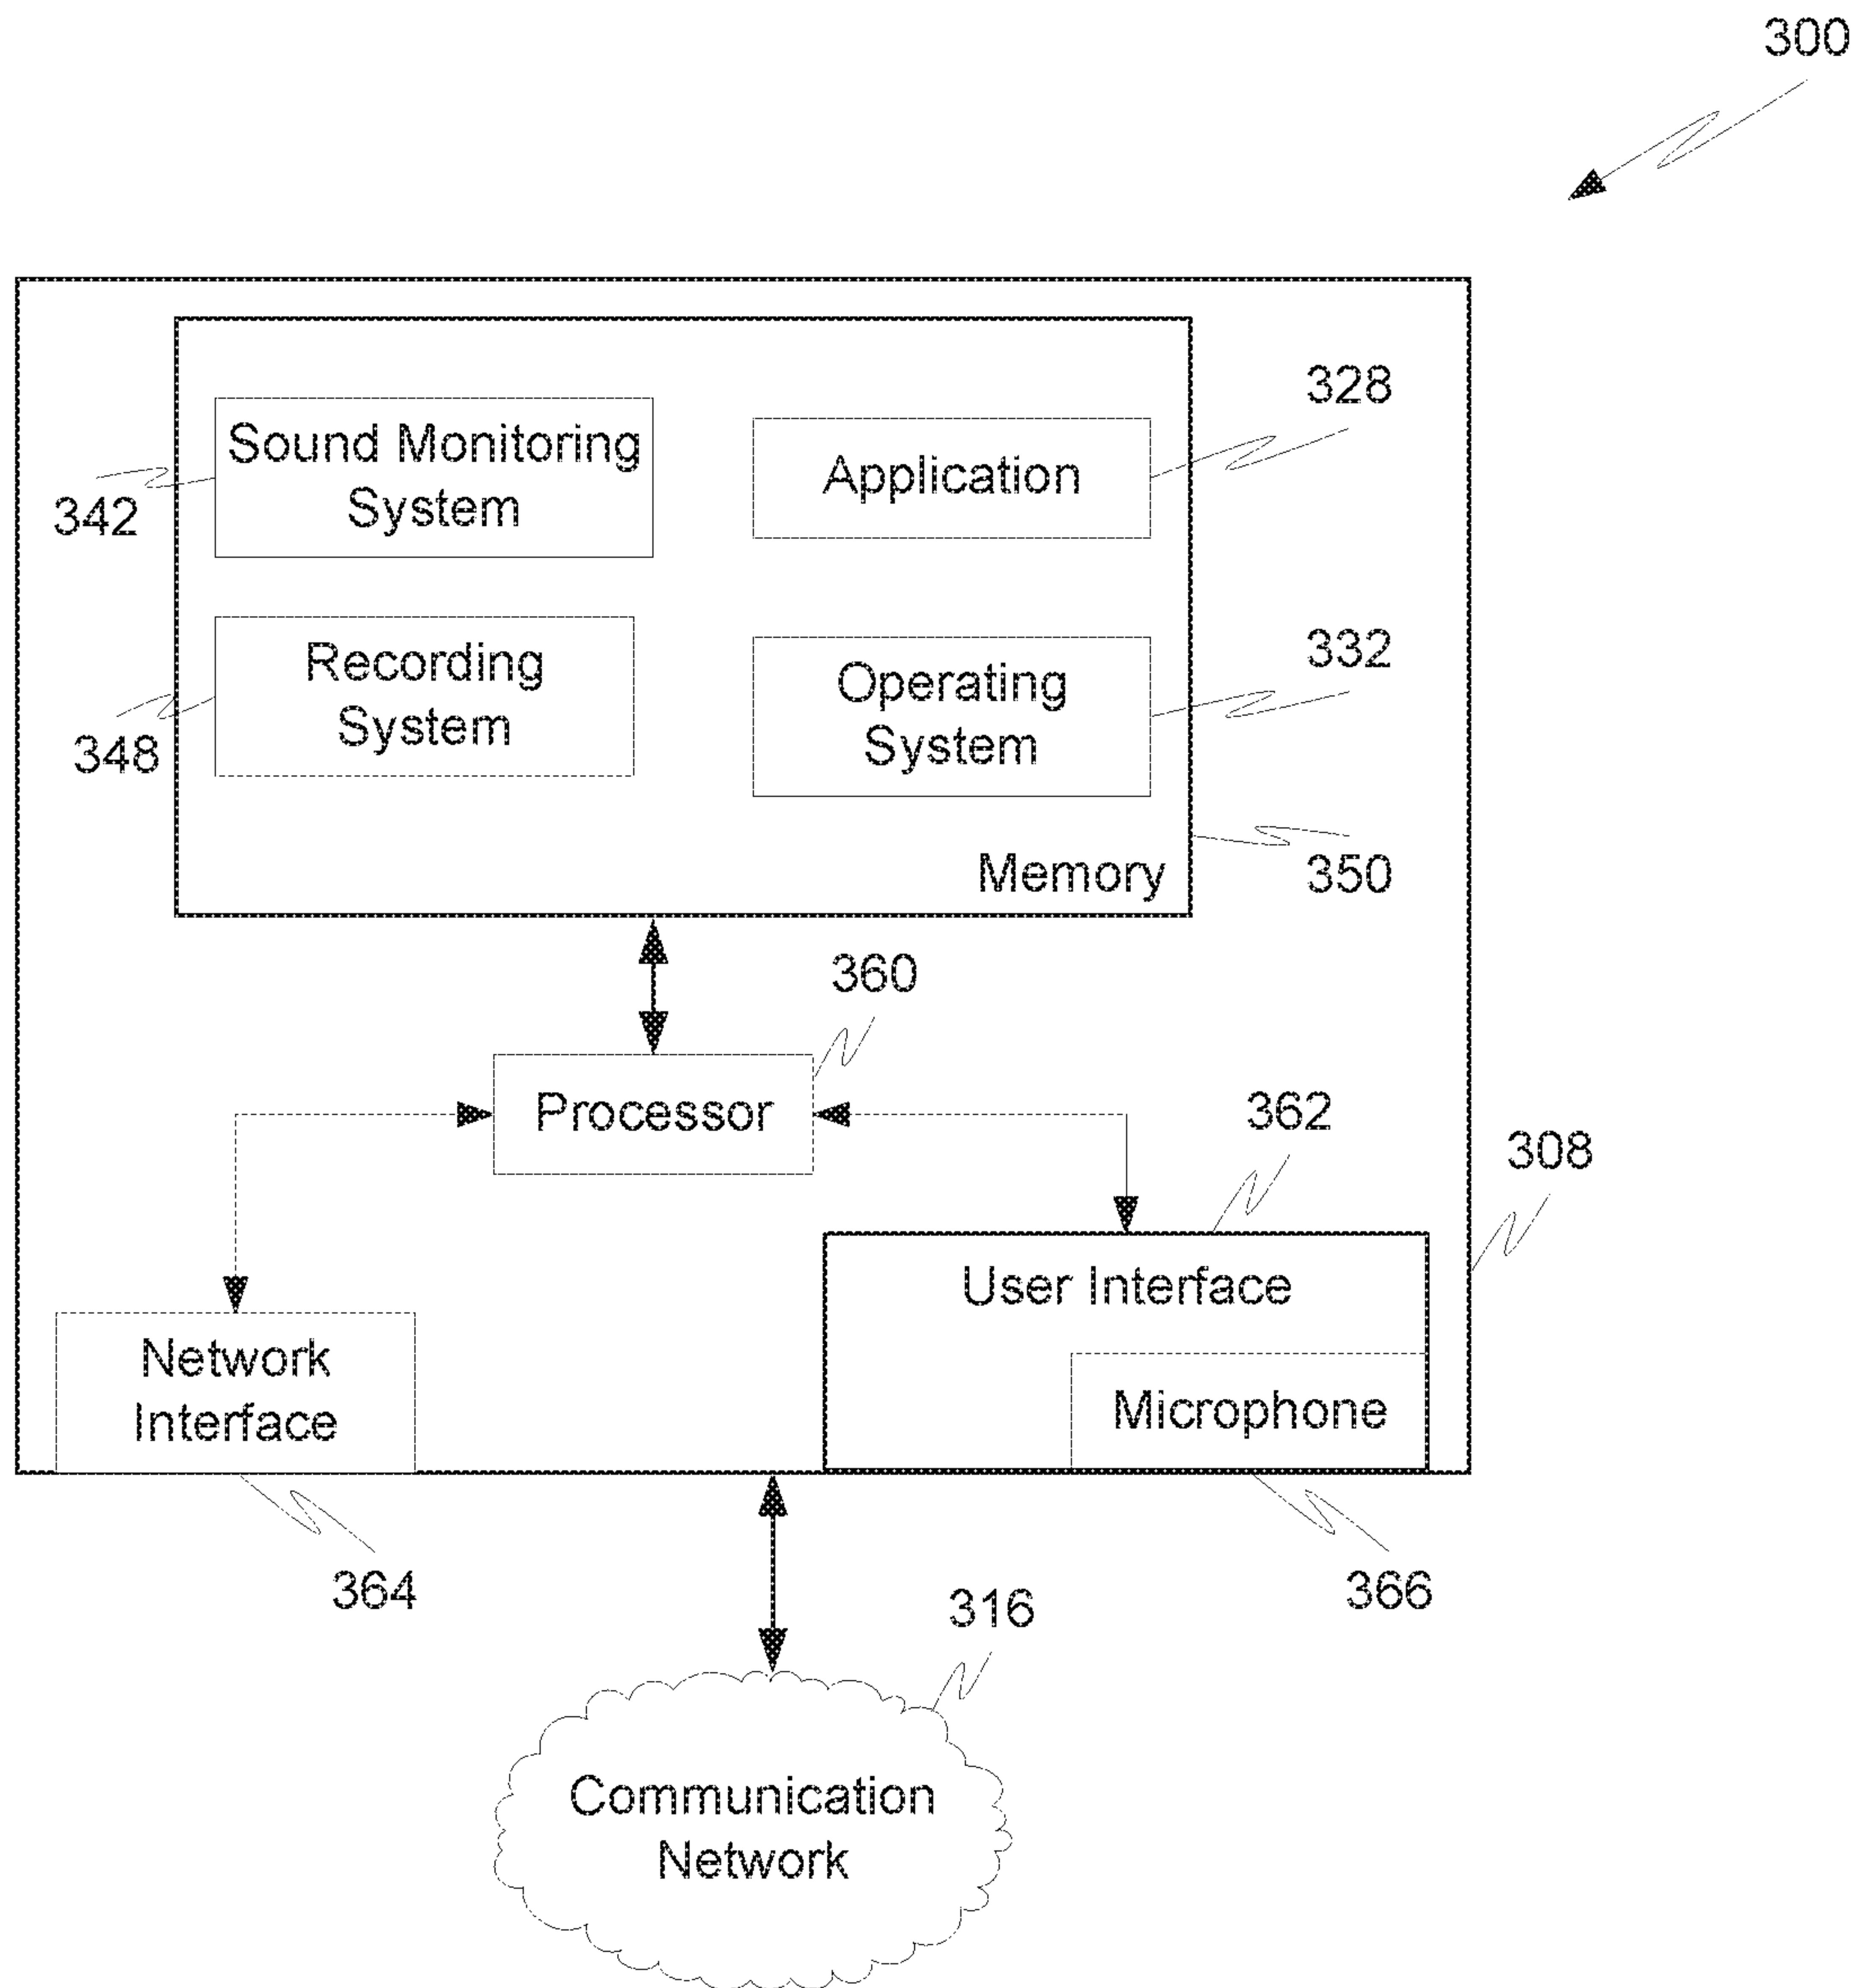 300
328
Sound Monitoring
System
Application
342
332
Recording
System
Operating
System
348
Memory
350
360
Processor
362
308
User Interface
Network
Interface
Microphone
364
366
316
Communication
Network